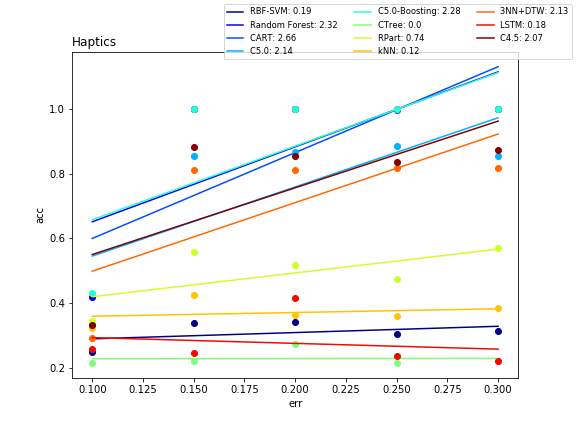 RBF-SVM: 0.19 C5.0-Boosting: 2.28 3NN+DTW: 2.13
Random Forest: 2.32 CTree: 0.0 LSTM: 0.18
CART: 2.66 RPart: 0.74 C4.5: 2.07
C5.0: 2.14 kNN: 0.12
Haptics
1.0
0.8
0.6
0.4
0.2
acc
0.100 0.125 0.150 0.175 0.200 0.225 0.250 0.275 0.300
err